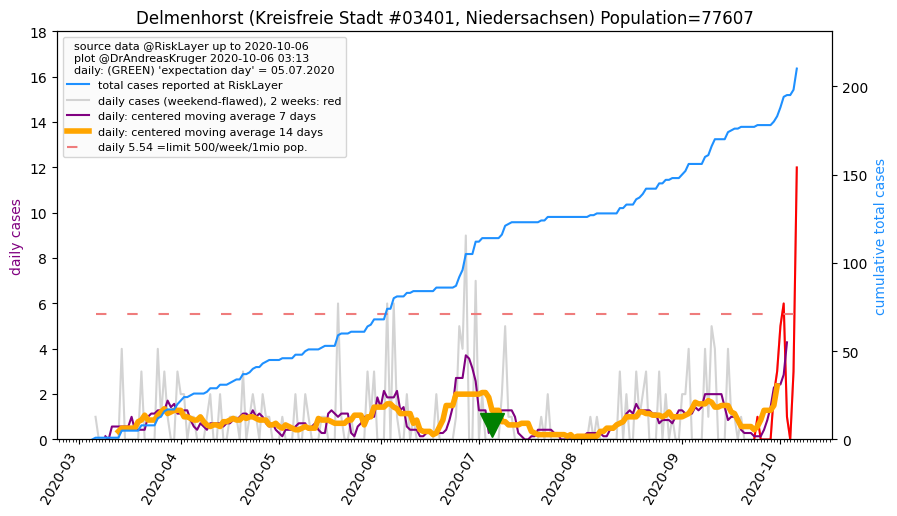 Delmenhorst (Kreisfreie Stadt #03401, Niedersachsen) Population=77607
source data @RiskLayer up to 2020-10-06
plot @DrAndreasKruger 2020-10-06 03:13
daily: (GREEN) 'expectation day' = 05.07.2020
total cases reported at RiskLayer
daily cases (weekend-flawed), 2 weeks: red
daily: centered moving average 7 days
daily: centered moving average 14 days
daily 5.54 =limit 500/week/1mio pop.
daily cases
18
16
14
12
10
8
6
4
2
0
cumulative total cases
200
150
100
50
0
2020-03
2020-04
2020-05
2020-06
2020-07
2020-08
2020-09
2020-10